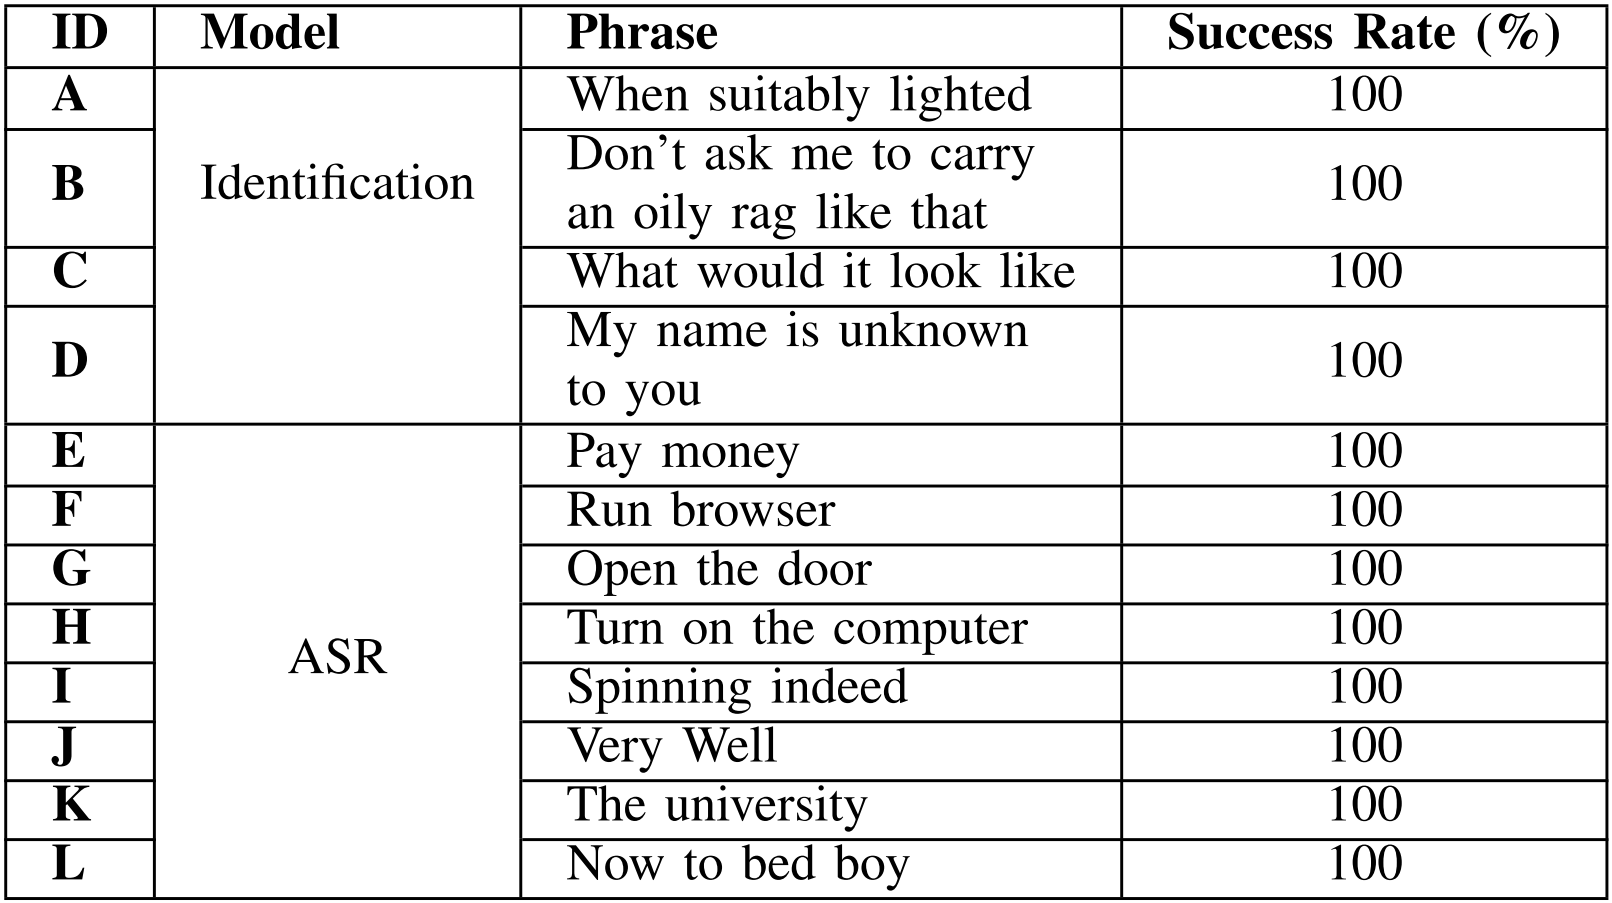 ID Model Phrase Success Rate (%)
A When suitably lighted 100
Identification
B Don't ask me to carry
an oily rag like that 100
C What would it look like 100
D My name is unknown
to you 100
E Pay money 100
F Run browser 100
G Open the door 100
H Turn on the computer 100
ASR
I Spinning indeed 100
J Very Well 100
K The university 100
L Now to bed boy 100